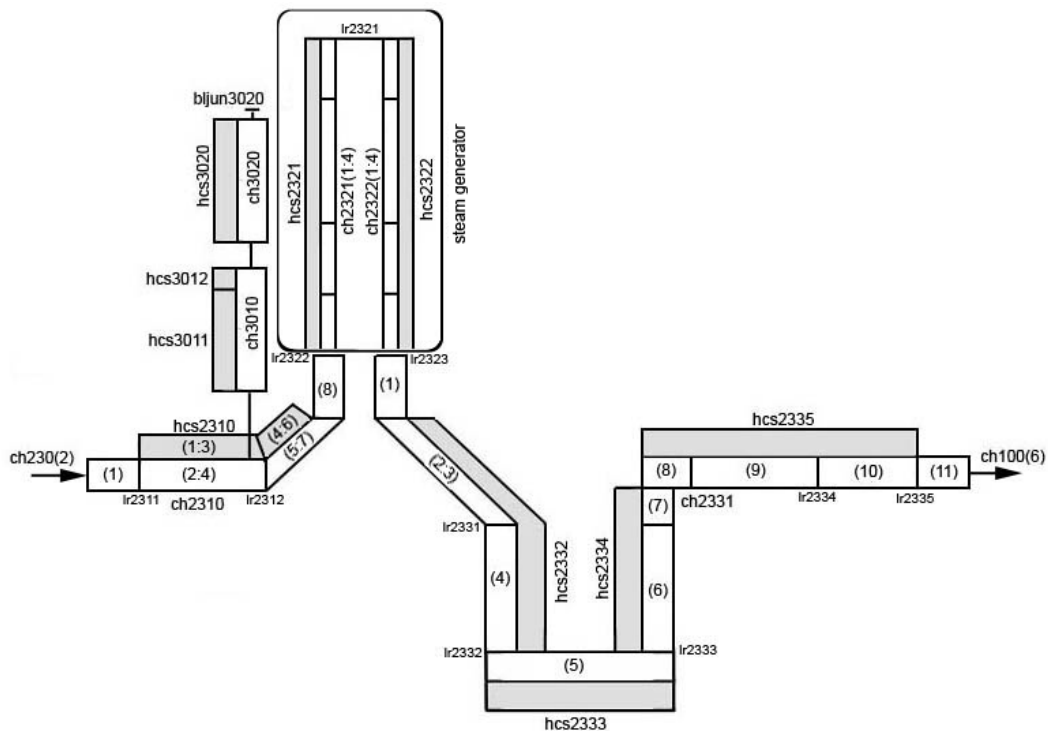 lr2321
bljun3020
hcs3020
ch3020
hcs2321
ch2321(1:4)
ch2322(1:4)
hcs2322
steam generator
hcs3012
hcs3011
ch3010
lr2322
lr2323
(8)
(1)
hcs2310
(4:6)
(1:3)
(5:7)
ch230(2)
(1)
(2:4)
lr2311
lr2312
ch2310
(2:3)
lr2331
(4)
hcs2332
lr2332
(5)
hcs2333
hcs2334
(6)
lr2333
(7)
hcs2335
(8)
(9)
(10)
(11)
ch100(6)
ch2331
lr2334
lr2335